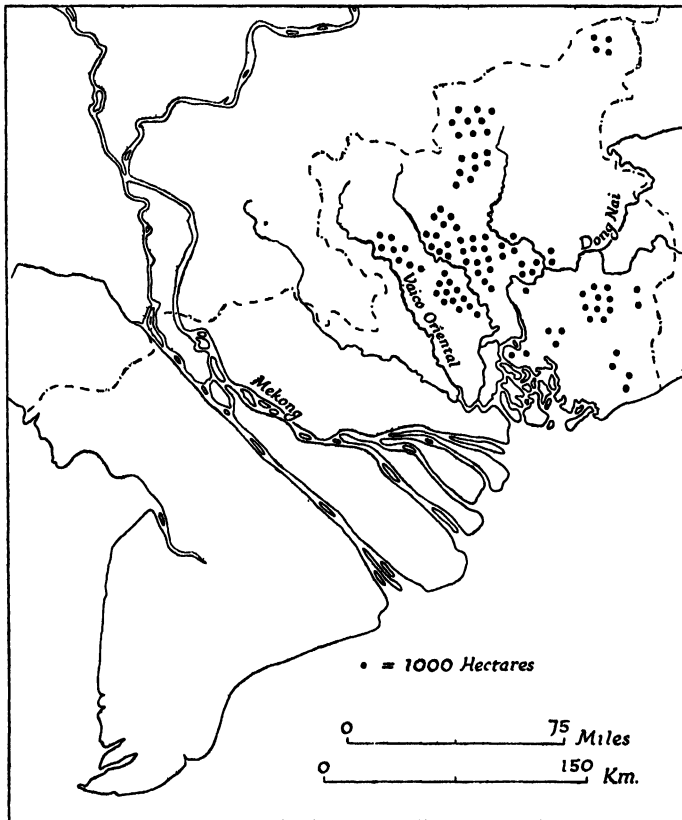 Dong Nai
Vaico Oriental
Mekong
• = 1000 Hectares
0 75 Miles
0 150 Km.